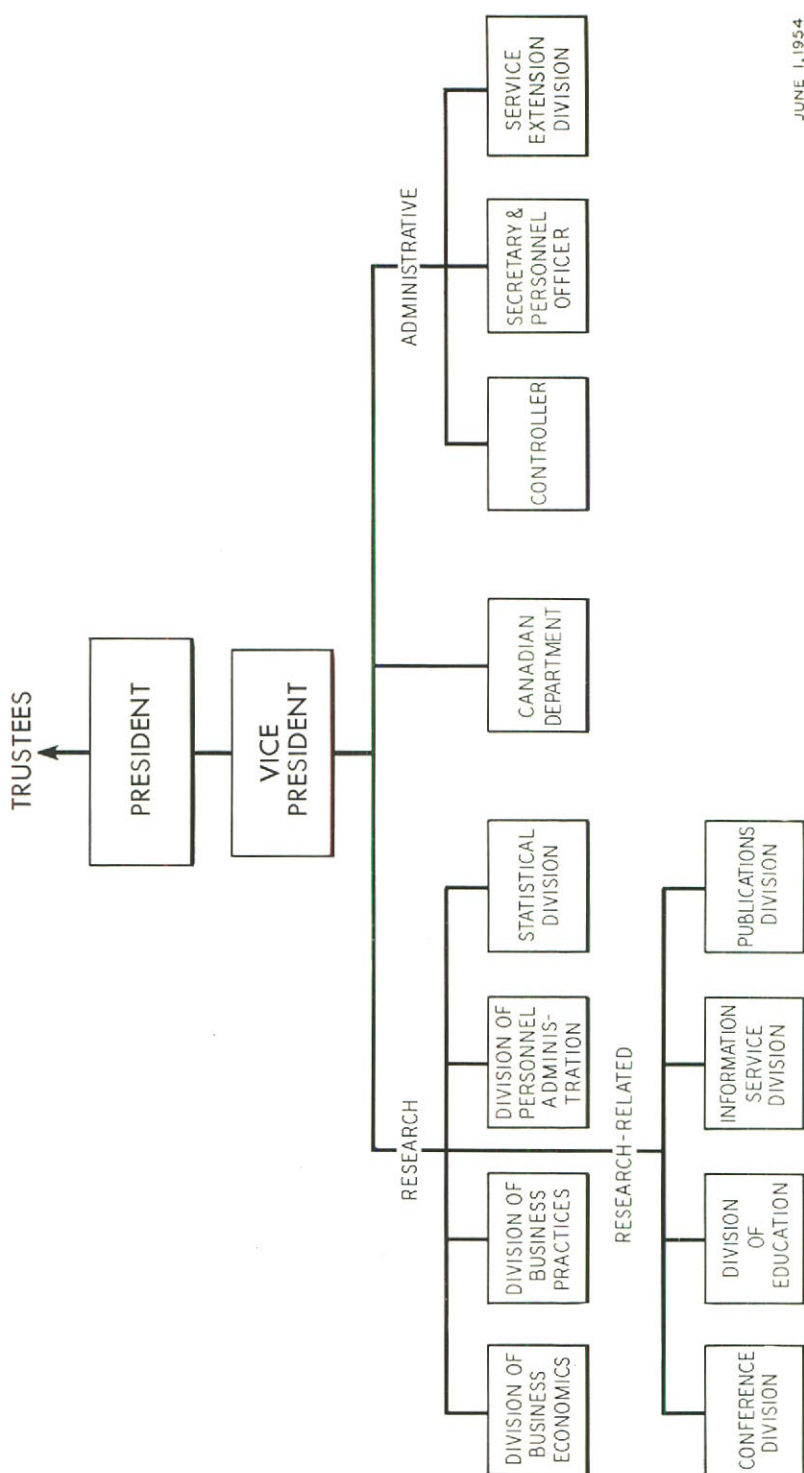 TRUSTEES
PRESIDENT
VICE
PRESIDENT
RESEARCH
ADMINISTRATIVE
DIVISION OF
BUSINESS
ECONOMICS
DIVISION OF
BUSINESS
PRACTICES
DIVISION OF
PERSONNEL
ADMINIS-
TRATION
STATISTICAL
DIVISION
CANADIAN
DEPARTMENT
CONTROLLER
SECRETARY &
PERSONNEL
OFFICER
SERVICE
EXTENSION
DIVISION
RESEARCH-RELATED
CONFERENCE
DIVISION
DIVISION
OF
EDUCATION
INFORMATION
SERVICE
DIVISION
PUBLICATIONS
DIVISION
JUNE 1, 1954